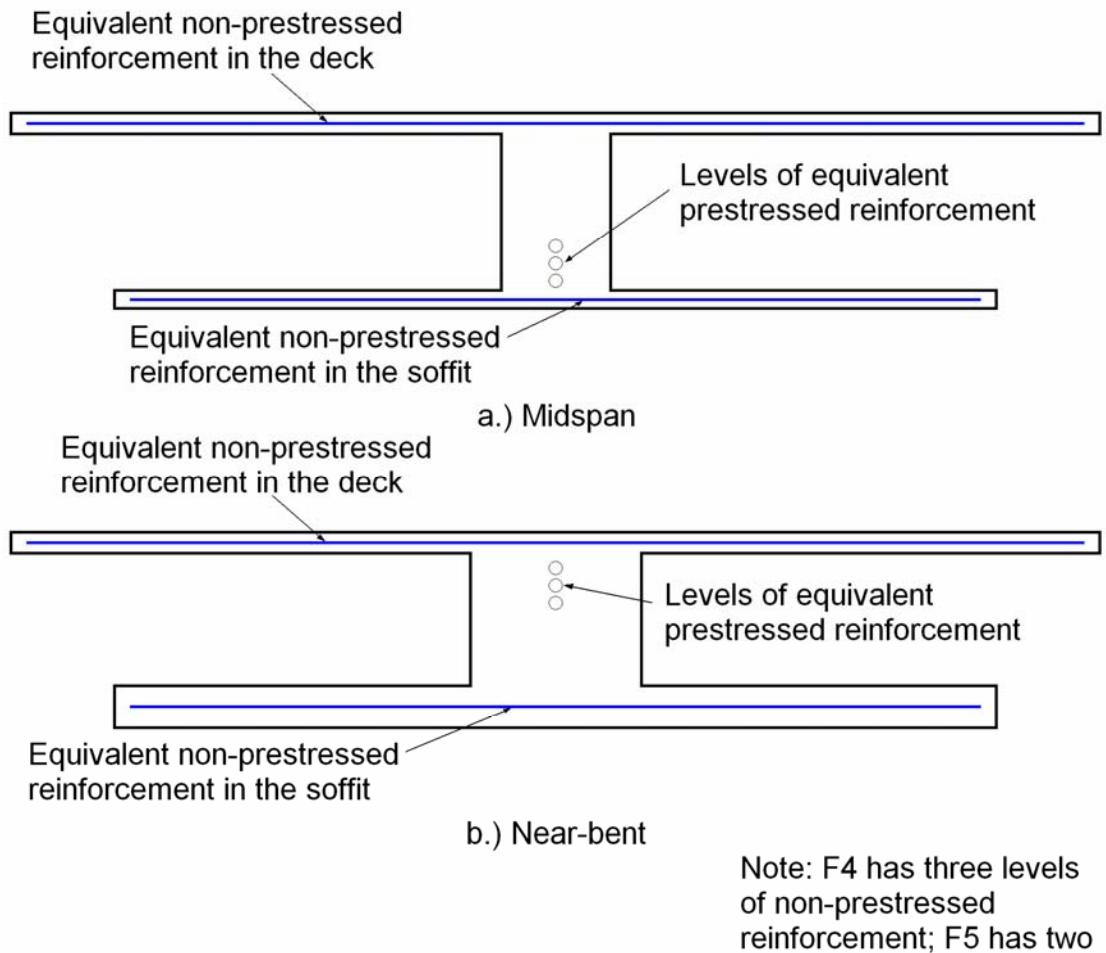 Equivalent non-prestressed
reinforcement in the deck
Levels of equivalent
prestressed reinforcement
Equivalent non-prestressed
reinforcement in the soffit
a.) Midspan
Equivalent non-prestressed
reinforcement in the deck
Levels of equivalent
prestressed reinforcement
Equivalent non-prestressed
reinforcement in the soffit
b.) Near-bent
Note: F4 has three levels
of non-prestressed
reinforcement; F5 has two